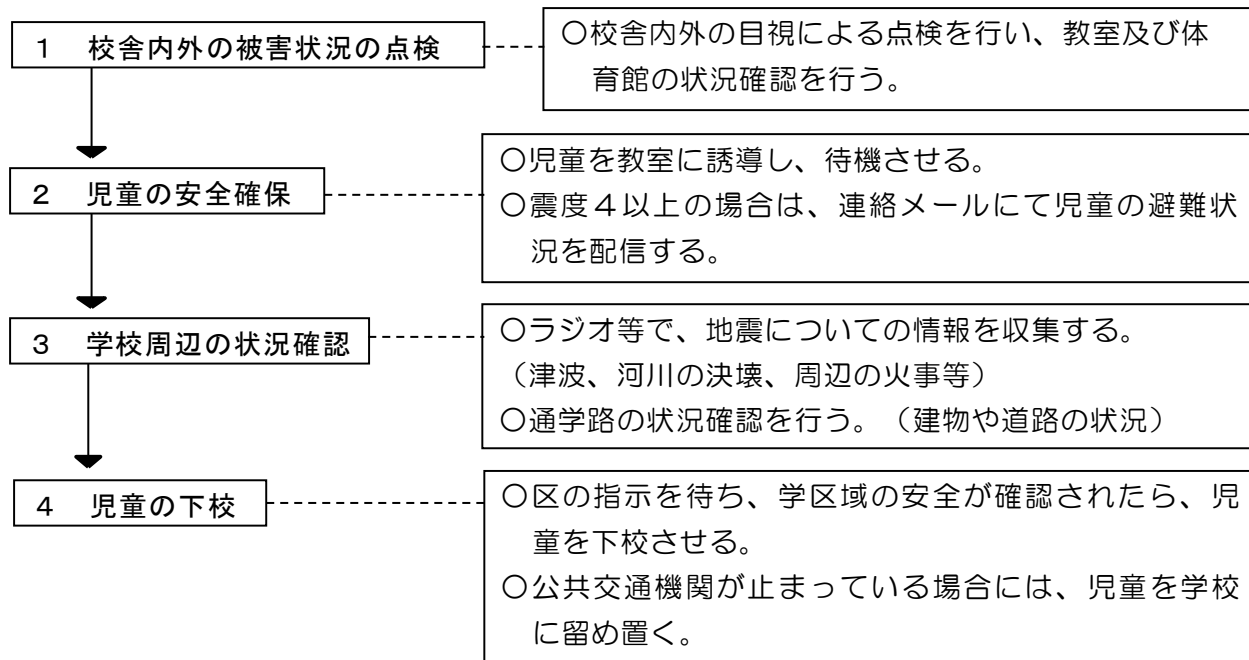 １　校舎内外の被害状況の点検
〇校舎内外の目視による点検を行い、教室及び体
育館の状況確認を行う。
２　児童の安全確保
〇児童を教室に誘導し、待機させる。
〇震度４以上の場合は、連絡メールにて児童の避難状
況を配信する。
３　学校周辺の状況確認
〇ラジオ等で、地震についての情報を収集する。
（津波、河川の決壊、周辺の火事等）
〇通学路の状況確認を行う。（建物や道路の状況）
４　児童の下校
〇区の指示を待ち、学区域の安全が確認されたら、児
童を下校させる。
〇公共交通機関が止まっている場合には、児童を学校
に留め置く。